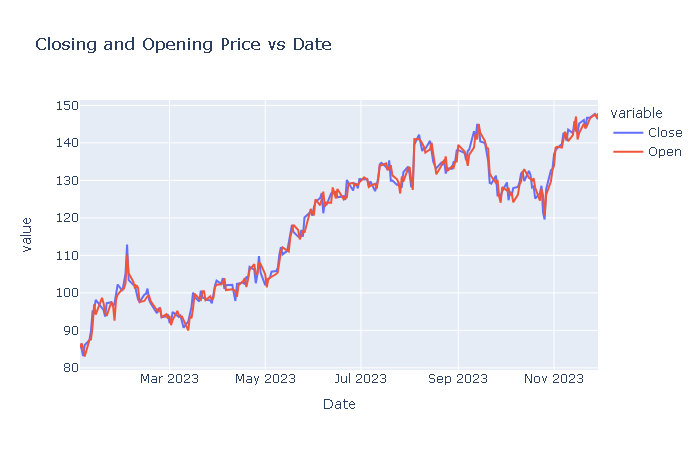 Closing and Opening Price vs Date
variable
Close
Open
value
150
140
130
120
110
100
90
80
Mar 2023
May 2023
Jul 2023
Sep 2023
Nov 2023
Date